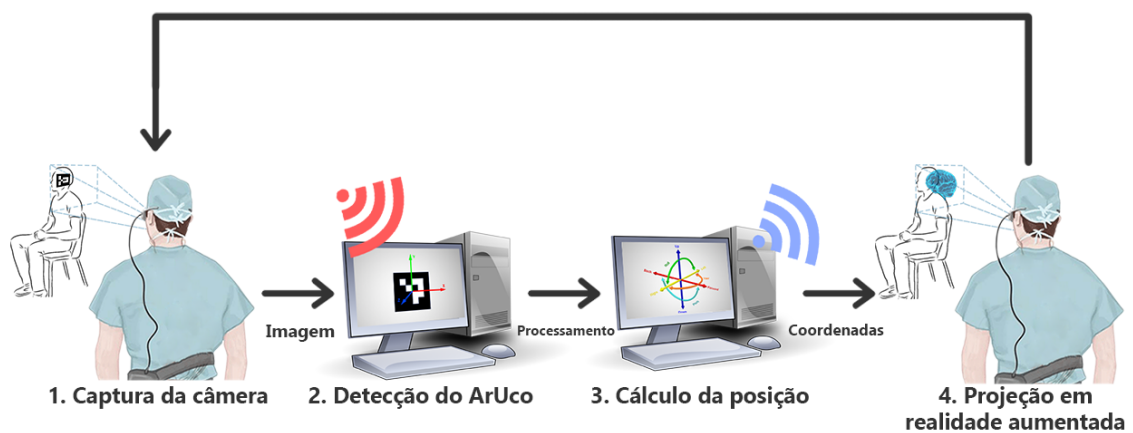 Imagem
Processamento
Coordenadas
1. Captura da câmera
2. Detecção do ArUco
3. Cálculo da posição
4. Projeção em
realidade aumentada